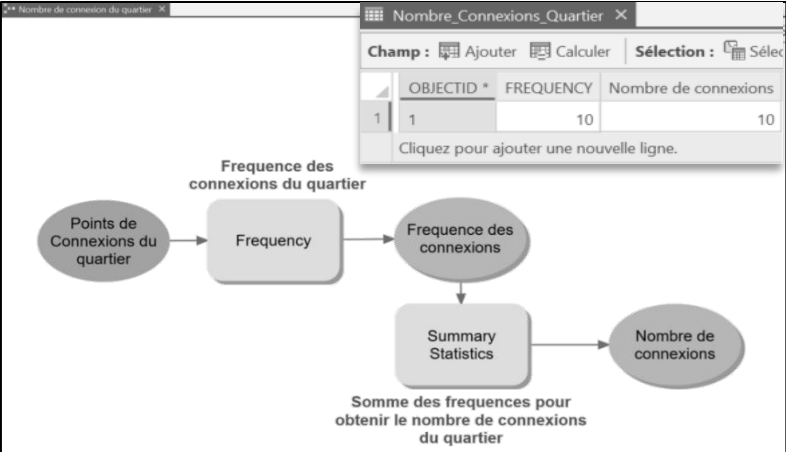 Nombre de connexion du quartier ×
Nombre_Connexions_Quartier ×
Champ : Ajouter Calculer Sélection : Sélec
OBJECTID * FREQUENCY Nombre de connexions
1 1 10 10
Cliquez pour ajouter une nouvelle ligne.
Frequence des
connexions du quartier
Points de
Connexions du
quartier
Frequency
Frequence des
connexions
Summary
Statistics
Nombre de
connexions
Somme des frequences pour
obtenir le nombre de connexions
du quartier